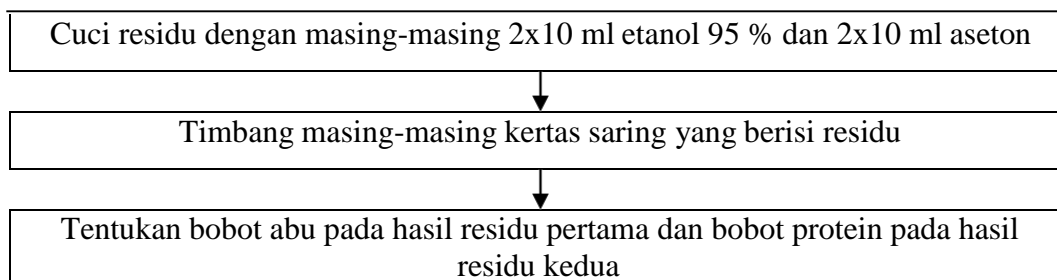 Cuci residu dengan masing-masing 2x10 ml etanol 95 % dan 2x10 ml aseton
Timbang masing-masing kertas saring yang berisi residu
Tentukan bobot abu pada hasil residu pertama dan bobot protein pada hasil
residu kedua